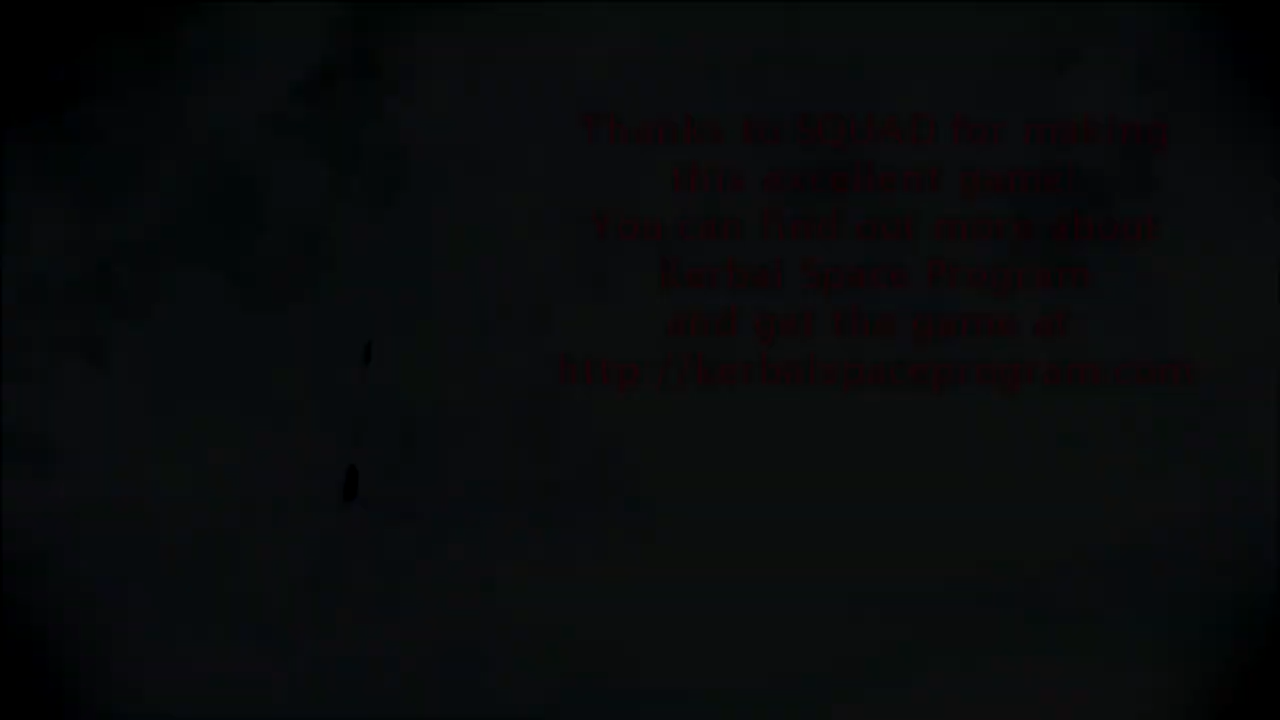 Thanks to SQUAD for making
this excellent game!
You can find out more about
Kerbal Space Program
and get the game at
http://kerbalspaceprogram.com